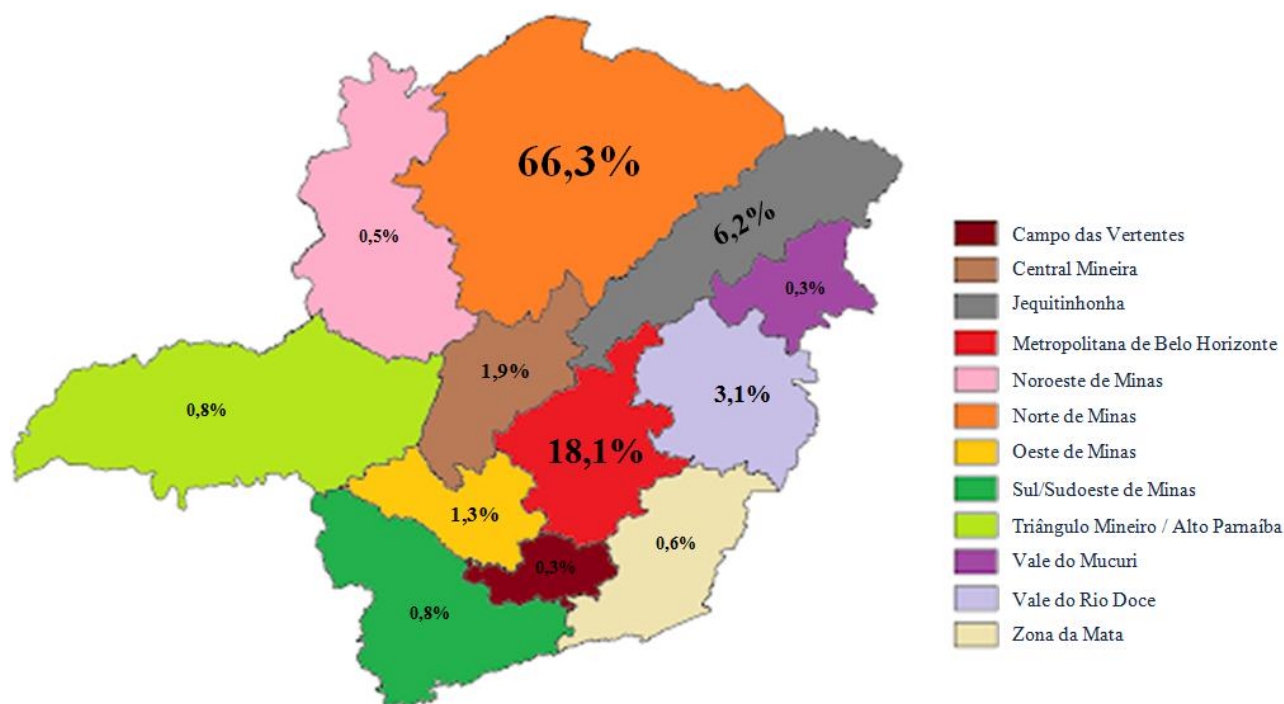 66,3%
6,2%
0,5%
0,3%
1,9%
3,1%
0,8%
18,1%
1,3%
0,6%
0,3%
0,8%
Campo das Vertentes
Central Mineira
Jequitinhonha
Metropolitana de Belo Horizonte
Noroeste de Minas
Norte de Minas
Oeste de Minas
Sul/Sudoeste de Minas
Triângulo Mineiro / Alto Parnaíba
Vale do Mucuri
Vale do Rio Doce
Zona da Mata